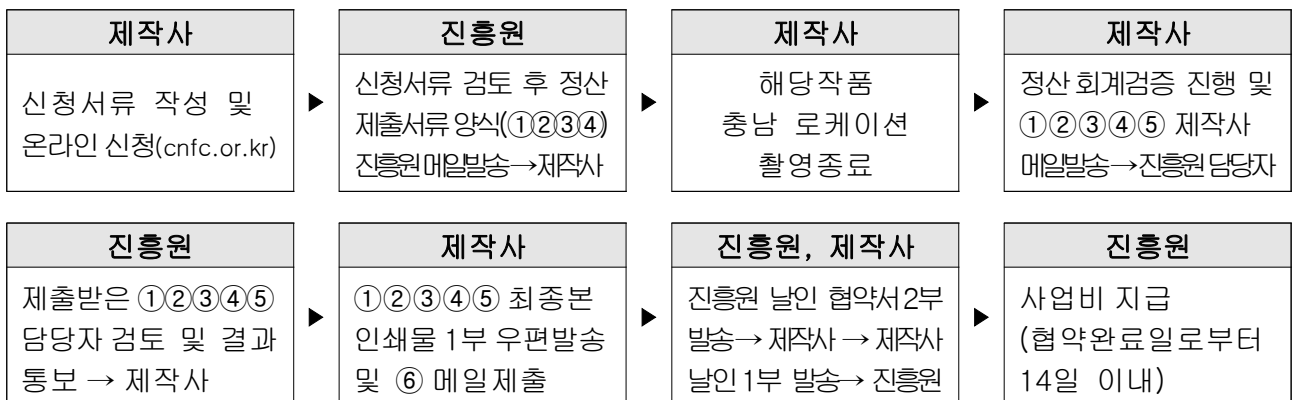 제작사
신청서류 작성 및
온라인 신청(cnfc.or.kr)
▶
진흥원
신청서류 검토 후 정산
제출서류 양식(①②③④)
진흥원 메일발송→제작사
▶
제작사
해당작품
충남 로케이션
촬영종료
▶
제작사
정산 회계검증 진행 및
①②③④⑤ 제작사
메일발송→진흥원 담당자
진흥원
제출받은 ①②③④⑤
담당자 검토 및 결과
통보 → 제작사
▶
제작사
①②③④⑤ 최종본
인쇄물 1부 우편발송
및 ⑥ 메일제출
▶
진흥원, 제작사
진흥원 날인 협약서 2부
발송→ 제작사 → 제작사
날인 1부 발송→ 진흥원
▶
진흥원
사업비 지급
(협약완료일로부터
14일 이내)